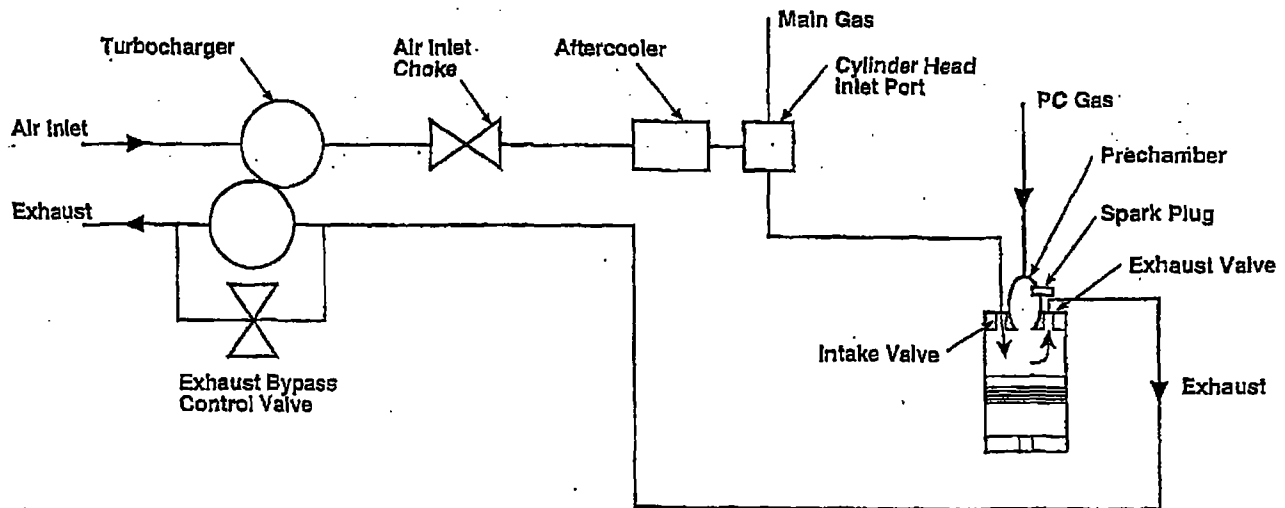 Main Gas
Turbocharger
Air Inlet
Choke
Aftercooler
Cylinder Head
Inlet Port
PC Gas
Air Inlet
Prechamber
Exhaust
Spark Plug
Exhaust Valve
Intake Valve
Exhaust Bypass
Control Valve
Exhaust